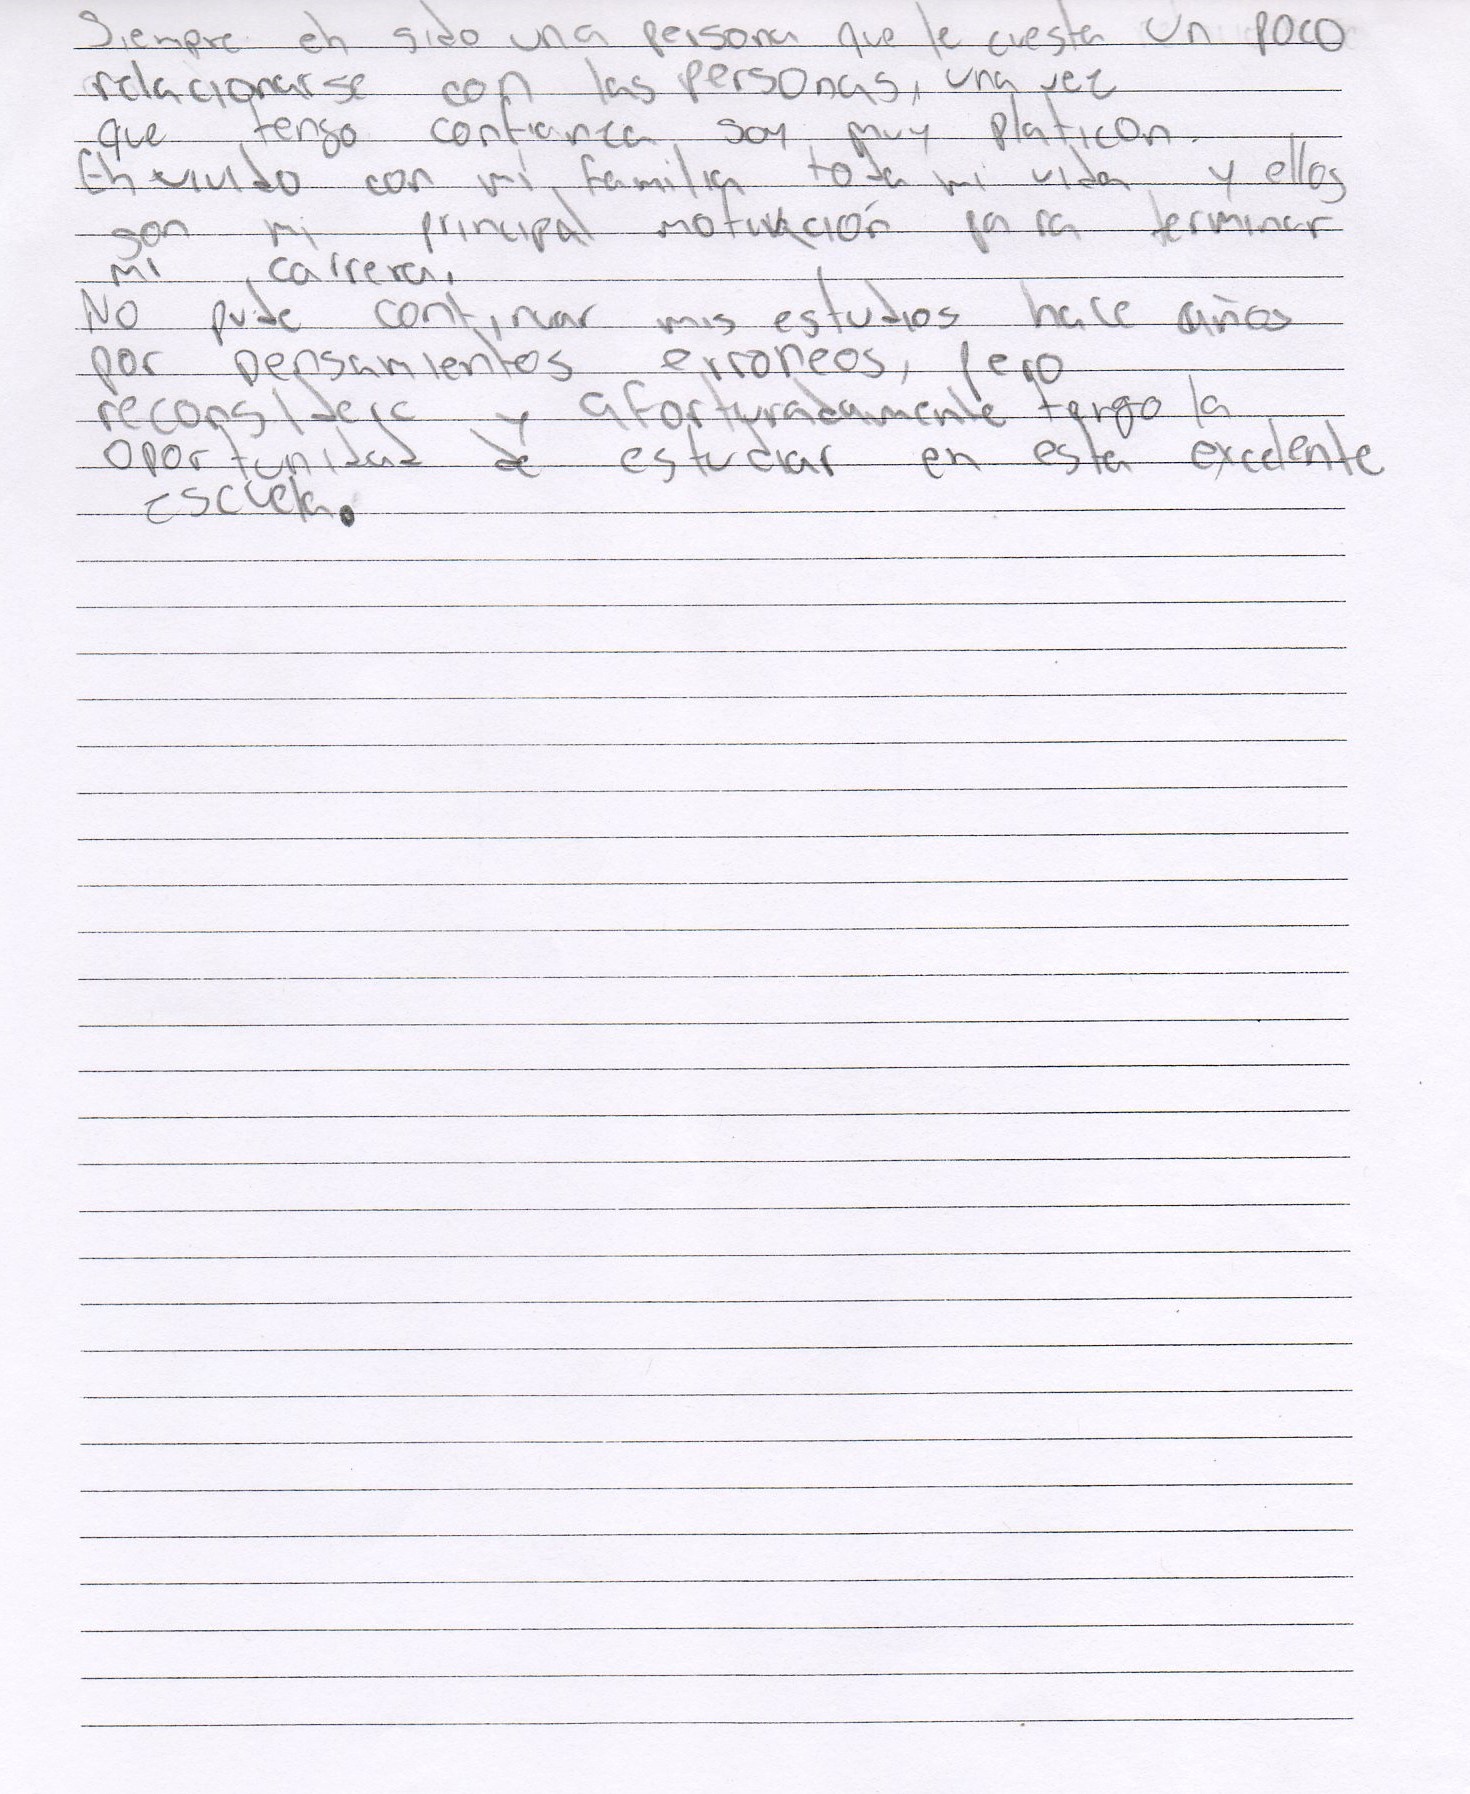 Siempre eh sido una persona que le cuesta un poco
relacionarse con las personas, una vez
que tengo confianza soy muy platicon.
Eh vivido con mi familia toda mi vida y ellos
son mi principal motivación para terminar
mi carrera.
No pude continuar mis estudios hace años
por pensamientos erroneos, pero
reconsidere y afortunadamente tengo la
oportunidad de estudiar en esta excelente
Escuela.